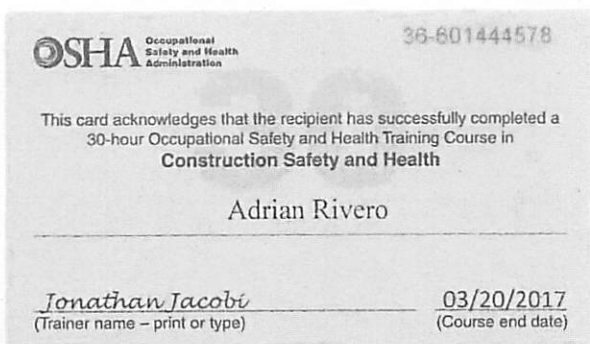 OSHA Occupational
Safety and Health
Administration
36-601444578
This card acknowledges that the recipient has successfully completed a
30-hour Occupational Safety and Health Training Course in
Construction Safety and Health
Adrian Rivero
Jonathan Jacobi
03/20/2017
(Trainer name – print or type)
(Course end date)